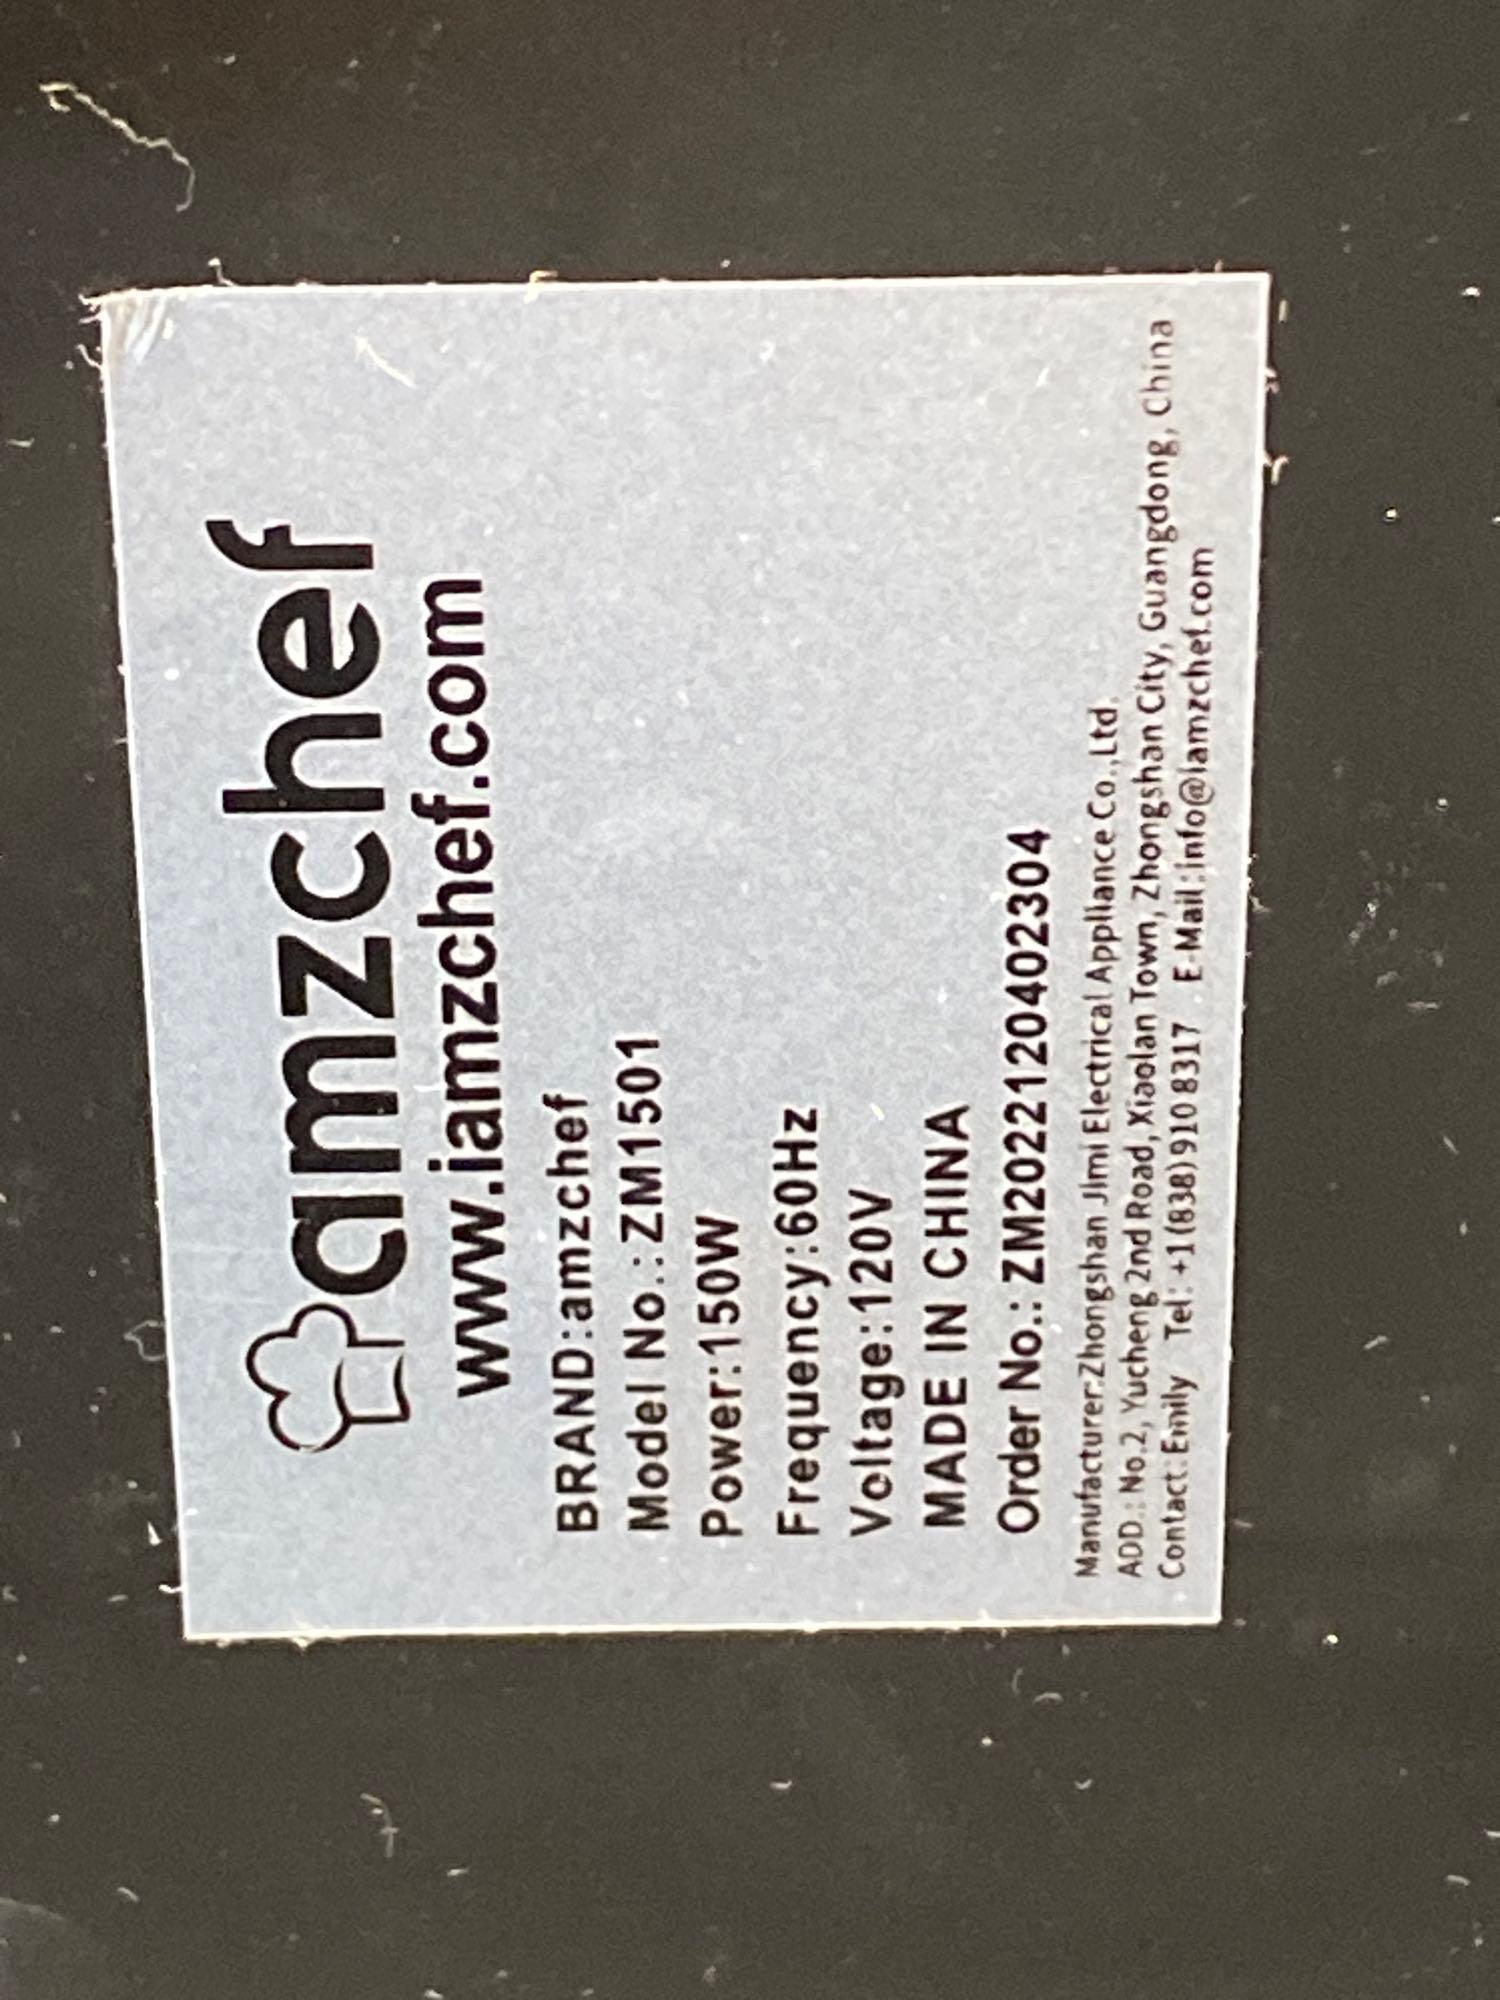 amzchef
www.iamzchef.com
BRAND:amzchef
Model No.:ZM1501
Power:150W
Frequency:60Hz
Voltage:120V
MADE IN CHINA
Order No.: ZM2022120402304
Manufacturer:Zhongshan JImi Electrical Appliance Co.,Ltd.
ADD.: No.2, Yucheng 2nd Road, Xiaolan Town, Zhongshan City, Guangdong, China
Contact: Emily Tel: +1(838) 910 8317 E-Mail:info@iamzchef.com